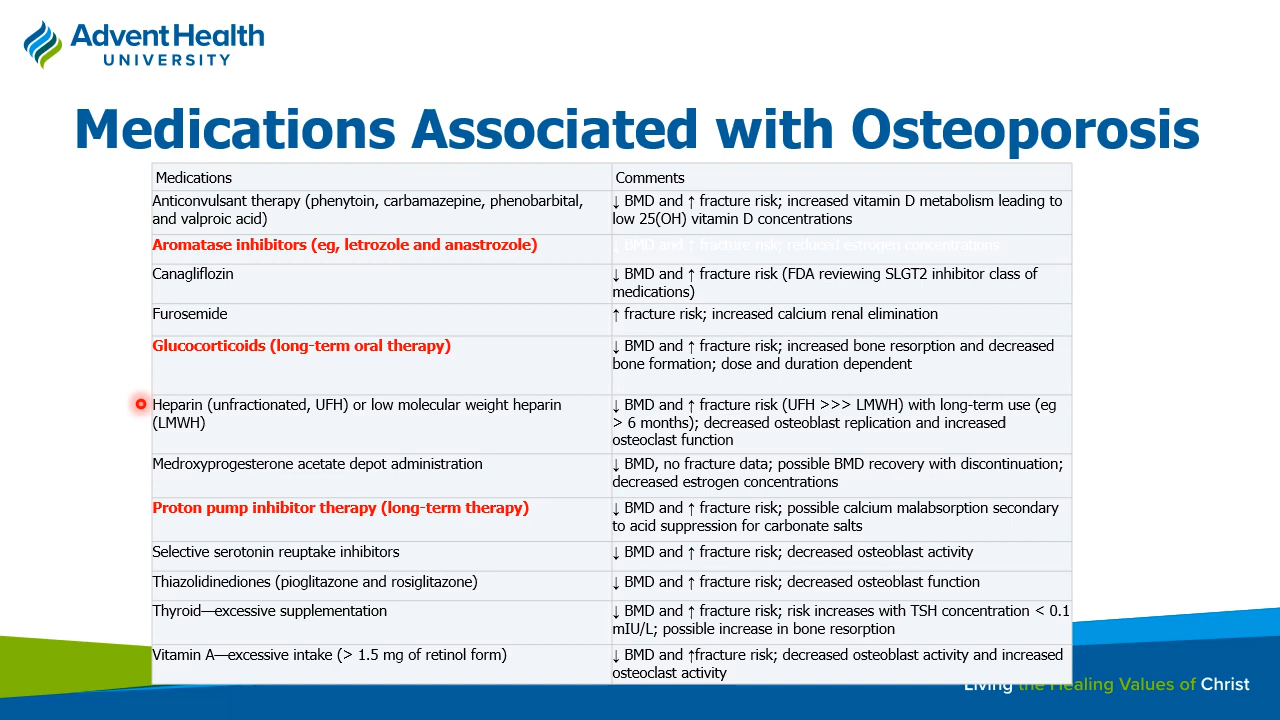 AdventHealth
UNIVERSITY
Medications Associated with Osteoporosis
Medications
Comments
Anticonvulsant therapy (phenytoin, carbamazepine, phenobarbital,
and valproic acid)
↓ BMD and ↑ fracture risk; increased vitamin D metabolism leading to
low 25(OH) vitamin D concentrations
Aromatase inhibitors (eg, letrozole and anastrozole)
↓ BMD and ↑ fracture risk; reduced estrogen concentrations
Canagliflozin
↓ BMD and ↑ fracture risk (FDA reviewing SLGT2 inhibitor class of
medications)
Furosemide
↑ fracture risk; increased calcium renal elimination
Glucocorticoids (long-term oral therapy)
↓ BMD and ↑ fracture risk; increased bone resorption and decreased
bone formation; dose and duration dependent
Heparin (unfractionated, UFH) or low molecular weight heparin
(LMWH)
↓ BMD and ↑ fracture risk (UFH >>> LMWH) with long-term use (eg
> 6 months); decreased osteoblast replication and increased
osteoclast function
Medroxyprogesterone acetate depot administration
↓ BMD, no fracture data; possible BMD recovery with discontinuation;
decreased estrogen concentrations
Proton pump inhibitor therapy (long-term therapy)
↓ BMD and ↑ fracture risk; possible calcium malabsorption secondary
to acid suppression for carbonate salts
Selective serotonin reuptake inhibitors
↓ BMD and ↑ fracture risk; decreased osteoblast activity
Thiazolidinediones (pioglitazone and rosiglitazone)
↓ BMD and ↑ fracture risk; decreased osteoblast function
Thyroid—excessive supplementation
↓ BMD and ↑ fracture risk; risk increases with TSH concentration < 0.1
mIU/L; possible increase in bone resorption
Vitamin A—excessive intake (> 1.5 mg of retinol form)
↓ BMD and ↑fracture risk; decreased osteoblast activity and increased
osteoclast activity
Living the Healing Values of Christ